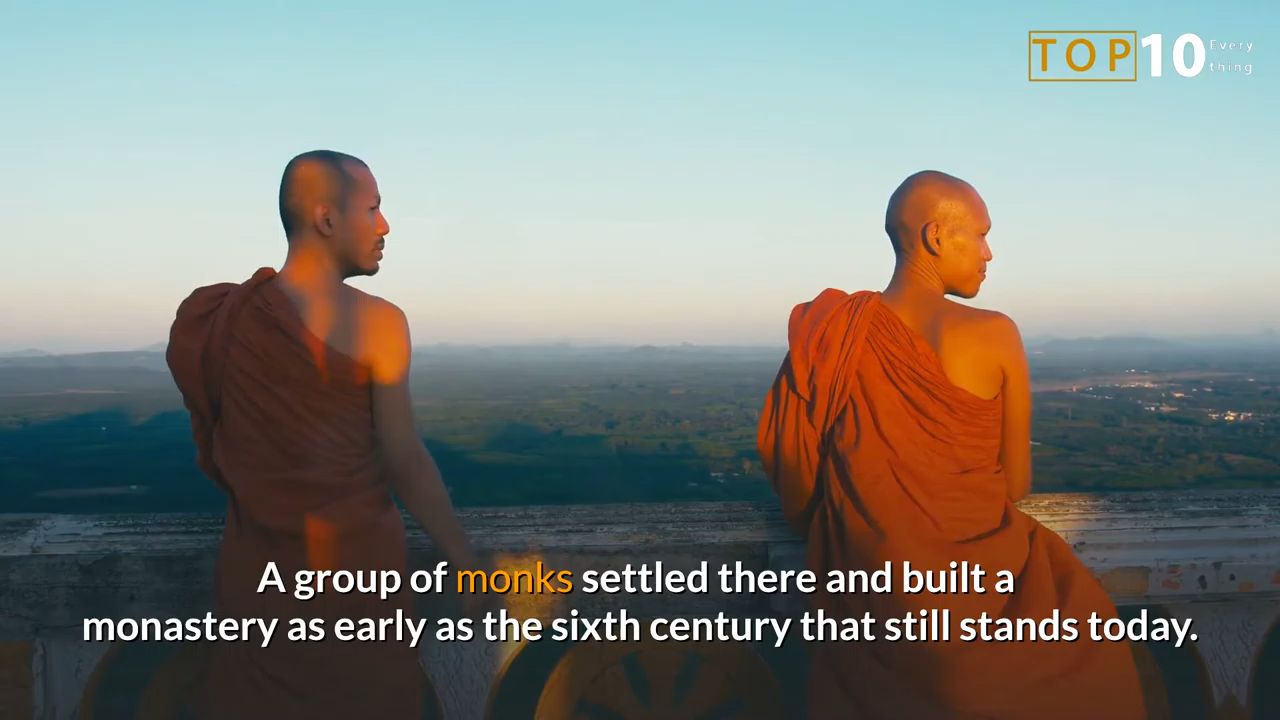 TOP10 Every
thing
A group of monks settled there and built a
monastery as early as the sixth century that still stands today.